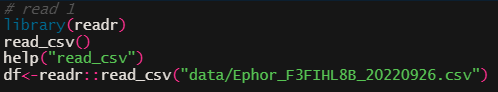 # read 1
library(readr)
read_csv()
help("read_csv")
df<-readr::read_csv("data/Ephor_F3FIHL8B_20220926.csv")